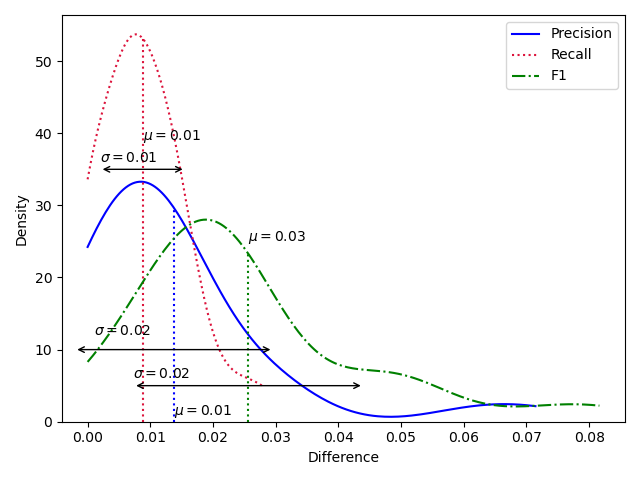 Precision
Recall
F1
50
40
30
20
10
0
Density
μ = 0.01
σ = 0.01
μ = 0.03
σ = 0.02
σ = 0.02
μ = 0.01
0.00 0.01 0.02 0.03 0.04 0.05 0.06 0.07 0.08
Difference